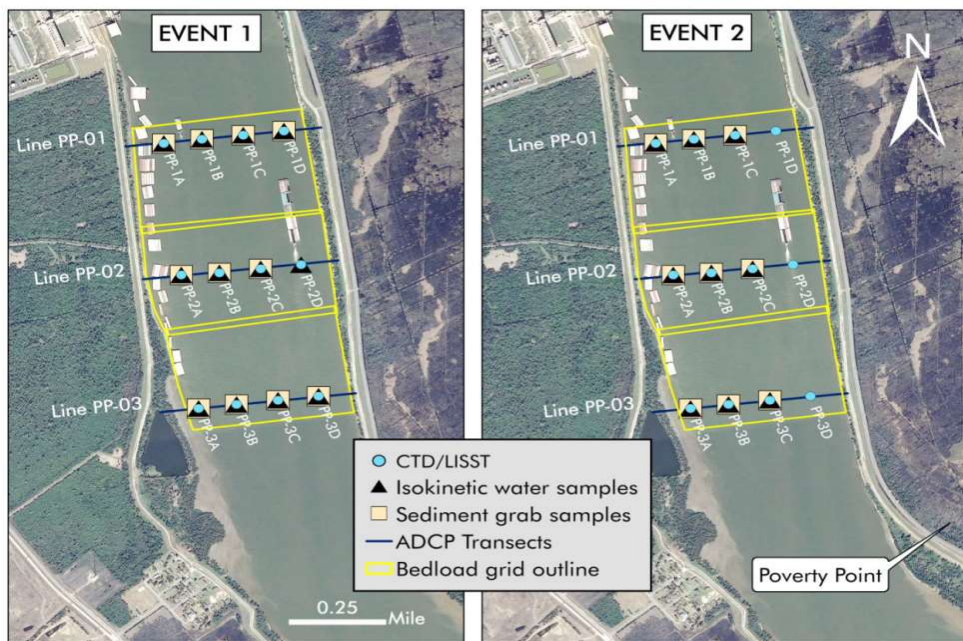 EVENT 1
Line PP-01
PP-1A
PP-1B
PP-1C
PP-1D
Line PP-02
PP-2A
PP-2B
PP-2C
PP-2D
Line PP-03
PP-3A
PP-3B
PP-3C
PP-3D
EVENT 2
N
Line PP-01
PP-1A
PP-1B
PP-1C
PP-1D
Line PP-02
PP-2A
PP-2B
PP-2C
PP-2D
Line PP-03
PP-3A
PP-3B
PP-3C
PP-3D
CTD/LISST
Isokinetic water samples
Sediment grab samples
ADCP Transects
Bedload grid outline
0.25
Mile
Poverty Point